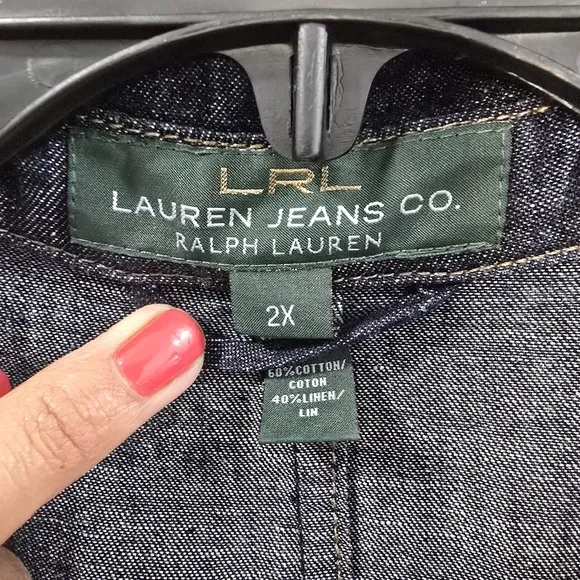 LRL
LAUREN JEANS CO.
RALPH LAUREN
2X
60%COTTON/
COTON
40%LINEN/
LIN